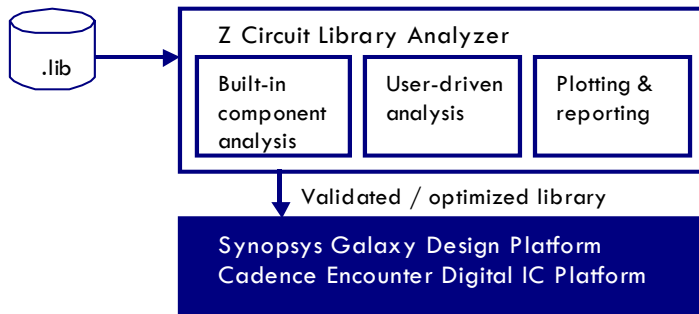 Z Circuit Library Analyzer
.lib
Built-in
component
analysis
User-driven
analysis
Plotting &
reporting
Validated / optimized library
Synopsys Galaxy Design Platform
Cadence Encounter Digital IC Platform